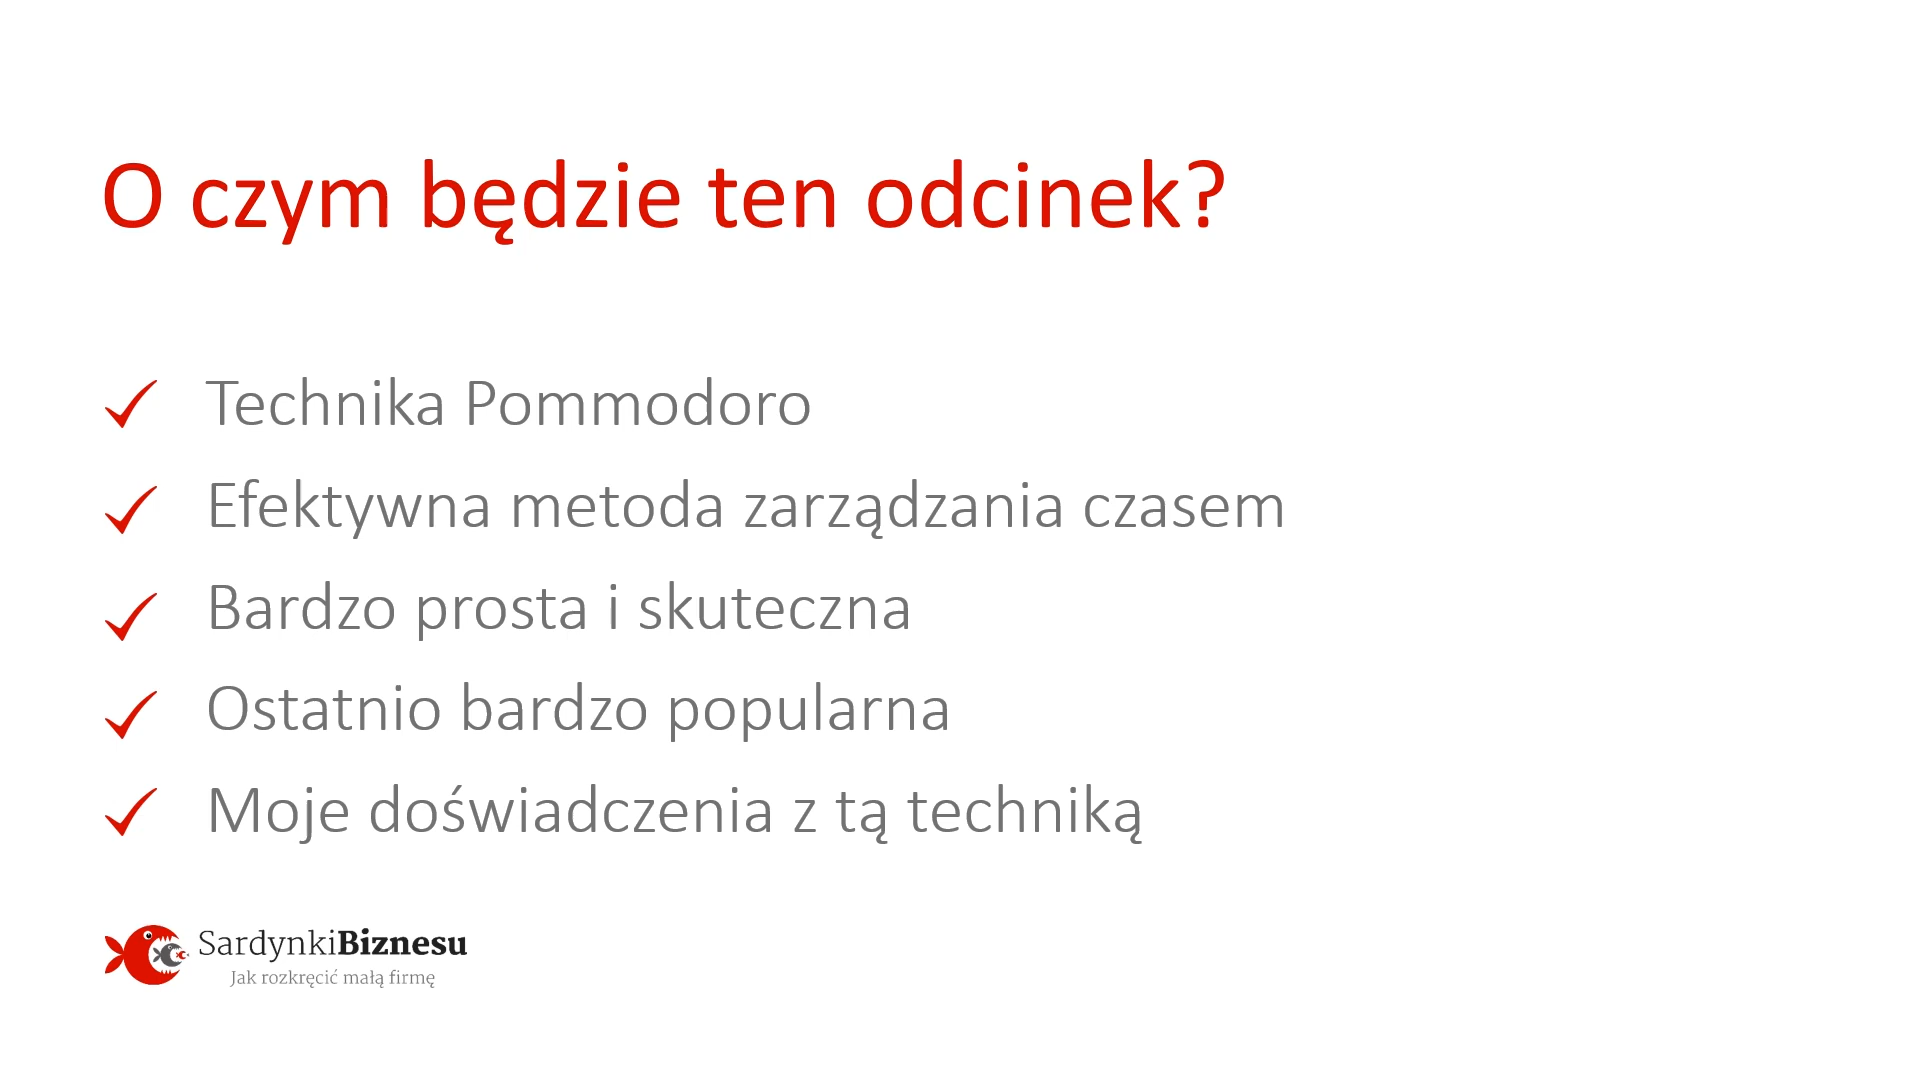 O czym będzie ten odcinek?
Technika Pommodoro
Efektywna metoda zarządzania czasem
Bardzo prosta i skuteczna
Ostatnio bardzo popularna
Moje doświadczenia z tą techniką
SardynkiBiznesu
Jak rozkręcić małą firmę